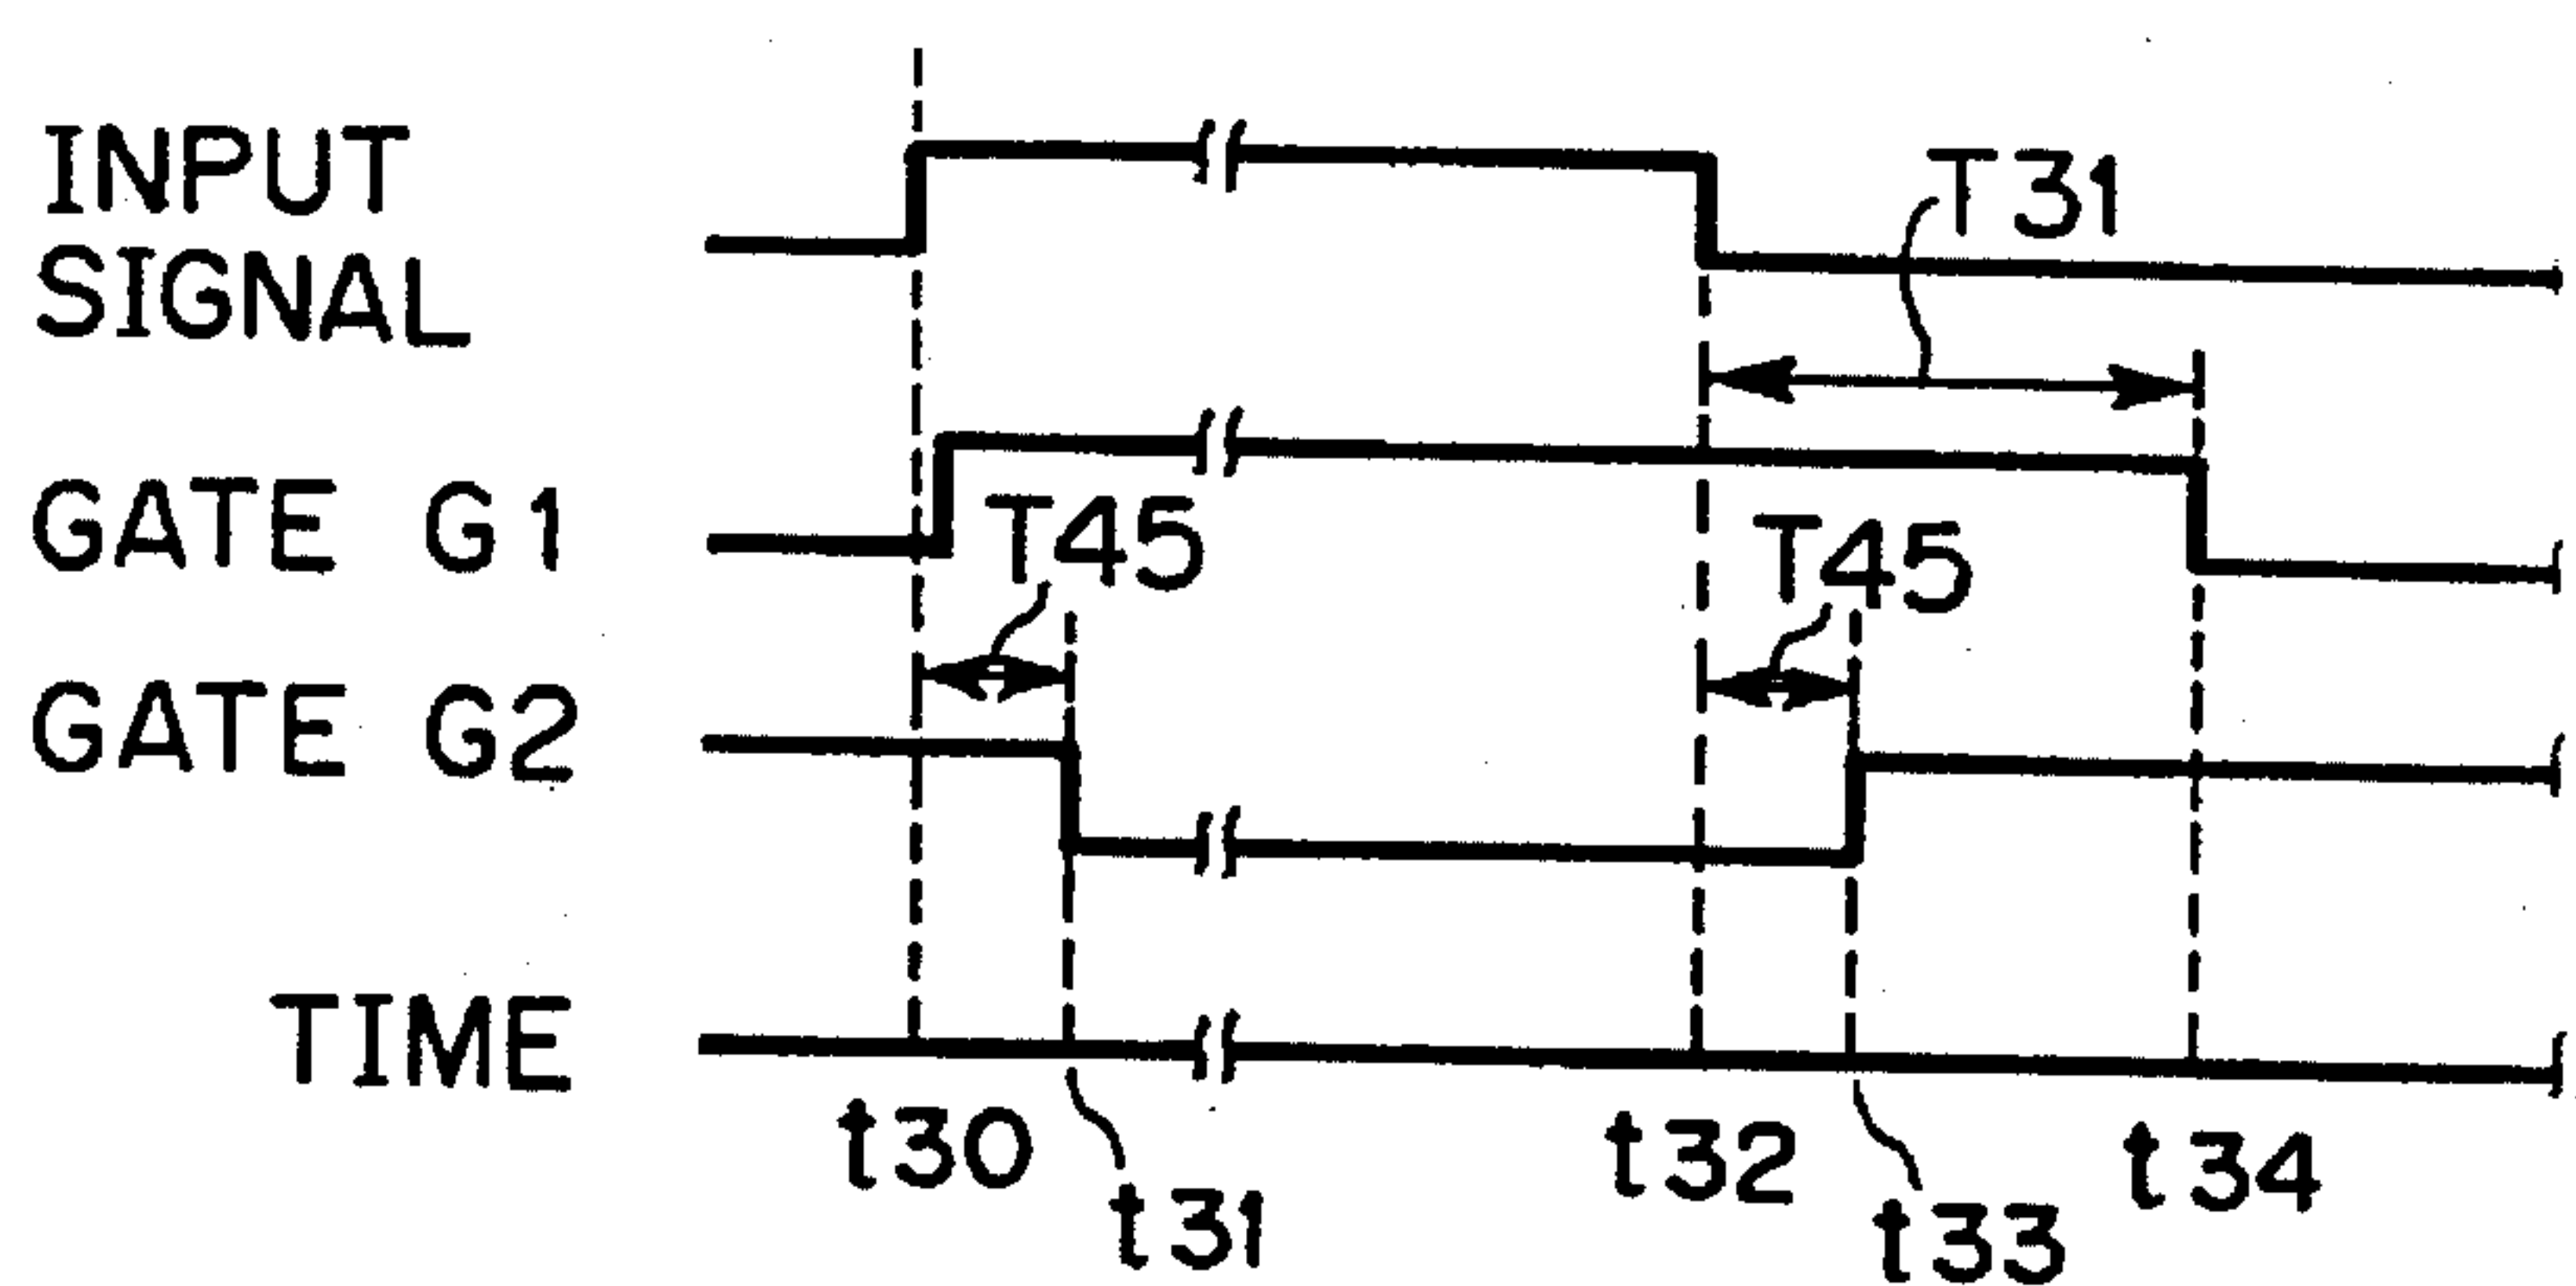 INPUT
SIGNAL
T31
GATE G1
T45
T45
GATE G2
TIME
t30
t31
t32
t33
t34